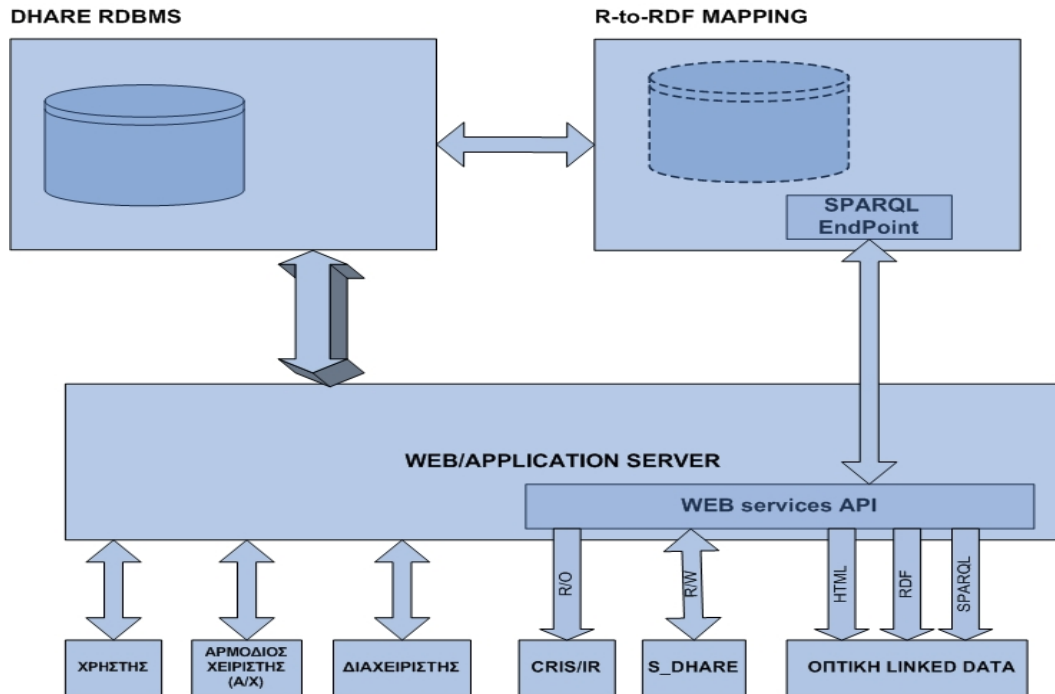 DHARE RDBMS
R-to-RDF MAPPING
SPARQL
EndPoint
WEB/APPLICATION SERVER
WEB services API
R/O
R/W
HTML
RDF
SPARQL
ΧΡΗΣΤΗΣ
ΑΡΜΟΔΙΟΣ
ΧΕΙΡΙΣΤΗΣ
(Α/Χ)
ΔΙΑΧΕΙΡΙΣΤΗΣ
CRIS/IR
S_DHARE
ΟΠΤΙΚΗ LINKED DATA